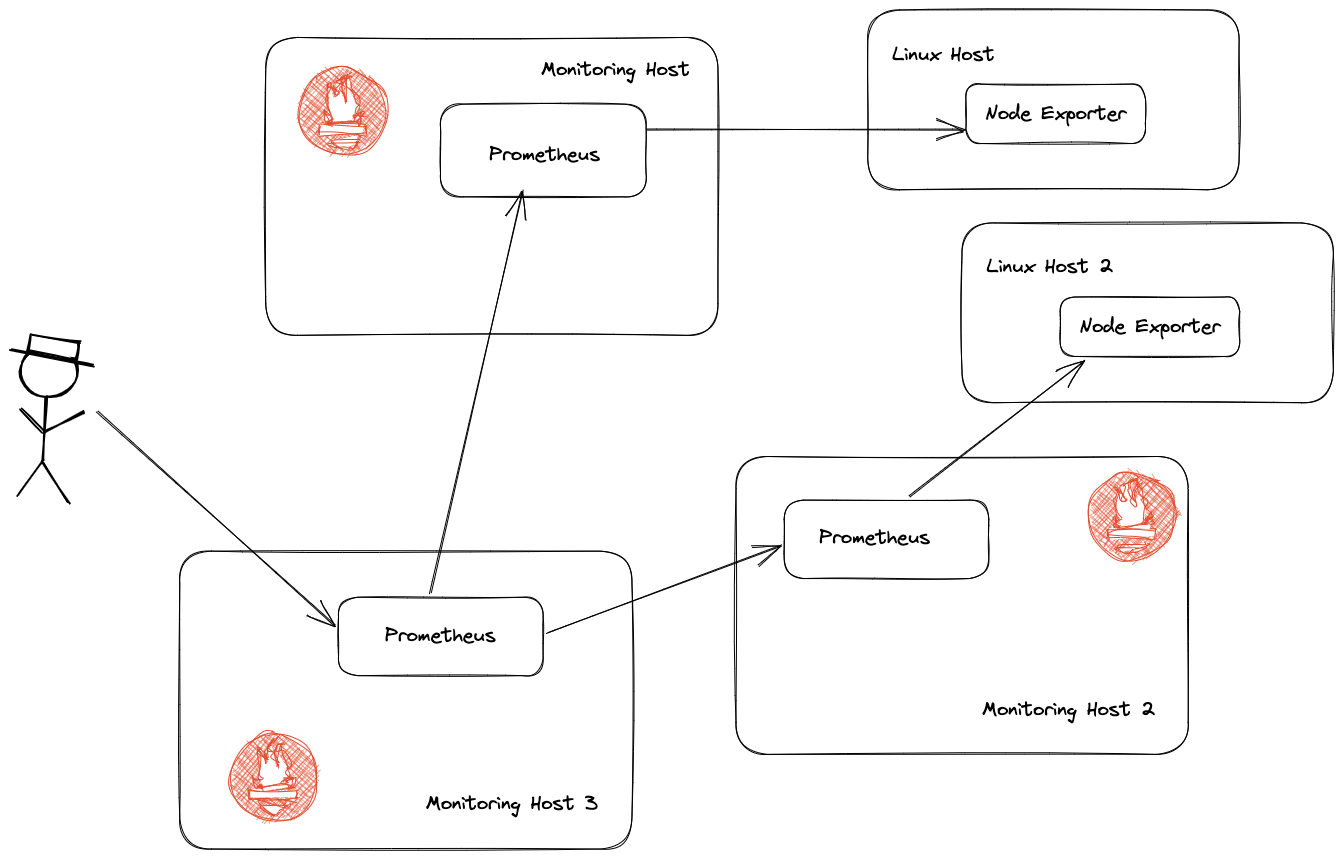 Monitoring Host
Prometheus
Linux Host
Node Exporter
Linux Host 2
Node Exporter
Prometheus
Monitoring Host 2
Prometheus
Monitoring Host 3